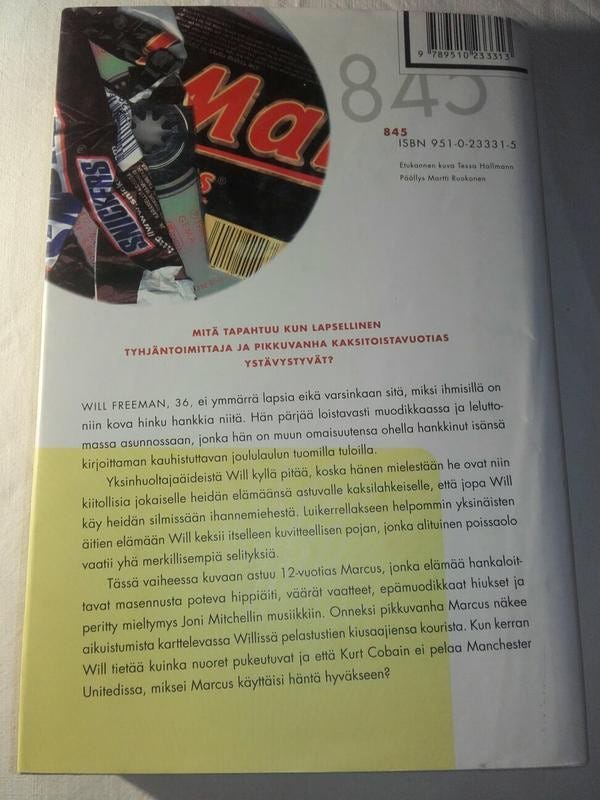 9 789510 233313
845
845
ISBN 951-0-23331-5
Etukannen kuva Tessa Hallmann
Päällys Martti Ruokonen
Ma
SNICKERS
MITÄ TAPAHTUU KUN LAPSELLINEN
TYHJÄNTOIMITTAJA JA PIKKUVANHA KAKSITOISTAVUOTIAS
YSTÄVYSTYVÄT?
WILL FREEMAN, 36, ei ymmärrä lapsia eikä varsinkaan sitä, miksi ihmisillä on
niin kova hinku hankkia niitä. Hän pärjää loistavasti muodikkaassa ja lelutto-
massa asunnossaan, jonka hän on muun omaisuutensa ohella hankkinut isänsä
kirjoittaman kauhistuttavan joululaulun tuomilla tuloilla.
Yksinhuoltajaäideistä Will kyllä pitää, koska hänen mielestään he ovat niin
kiitollisia jokaiselle heidän elämäänsä astuvalle kaksilahkeiselle, että jopa Will
käy heidän silmissään ihannemiehestä. Luikerrellakseen helpommin yksinäisten
äitien elämään Will keksii itselleen kuvitteellisen pojan, jonka alituinen poissaolo
vaatii yhä merkillisempiä selityksiä.
Tässä vaiheessa kuvaan astuu 12-vuotias Marcus, jonka elämää hankaloit-
tavat masennusta poteva hippiäiti, väärät vaatteet, epämuodikkaat hiukset ja
peritty mieltymys Joni Mitchellin musiikkiin. Onneksi pikkuvanha Marcus näkee
aikuistumista karttelevassa Willissä pelastustien kiusaajiensa kourista. Kun kerran
Will tietää kuinka nuoret pukeutuvat ja että Kurt Cobain ei pelaa Manchester
Unitedissa, miksei Marcus käyttäisi häntä hyväkseen?